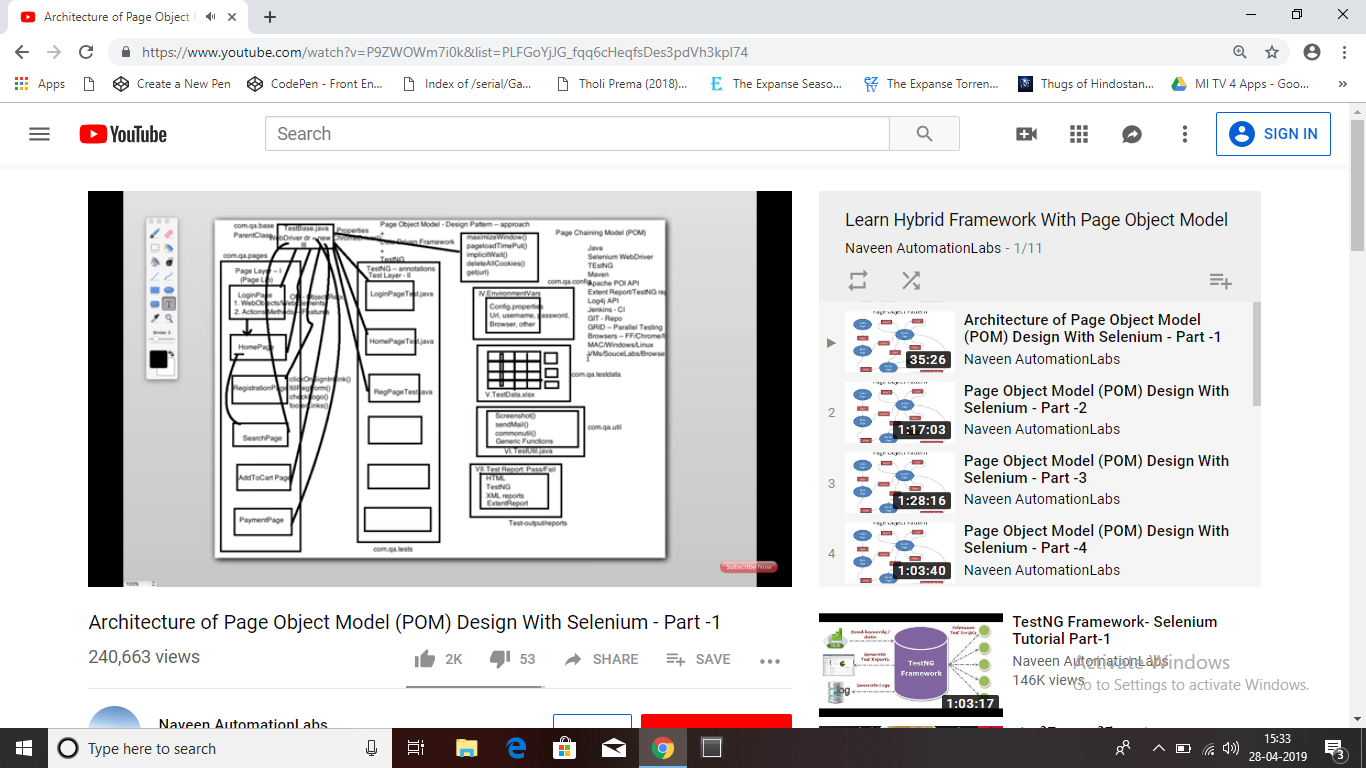 Architecture of Page Object
https://www.youtube.com/watch?v=P9ZWOWm7i0k&list=PLFGoYjJG_fqq6cHeqfsDes3pdVh3kpl74
Apps
Create a New Pen
CodePen - Front En...
Index of /serial/Ga...
Tholi Prema (2018)...
The Expanse Seaso...
The Expanse Torren...
Thugs of Hindostan...
MI TV 4 Apps - Goo...
YouTube
Search
SIGN IN
com.qa.base
ParentClass
TestBase.java
WebDriver dr – new
Properties
Page Object Model - Design Pattern – approach
+
Data Driven Framework
+
TestNG
com.qa.pages
Page Layer – I
LoginPage
1. WebObjects/WebElements
2. Actions/Methods – Features
HomePage
RegistrationPage
clickOnSignInLink()
fillRegForm()
checkLogo()
footerLinks()
SearchPage
AddToCart Page
PaymentPage
TestNG – annotations
Test Layer - II
LoginPageTest.java
HomePageTest.java
RegPageTest.java
com.qa.tests
maximizeWindow()
pageloadTimePut()
implicitWait()
deleteAllCookies()
get(url)
com.qa.config
IV.EnvironmentVars
Config.properties
Url, username, password,
Browser, other
com.qa.testdata
V.TestData.xlsx
Screenshot()
sendMail()
commonutil()
Generic Functions
VI.TestUtil.java
com.qa.util
VII.Test Report: Pass/Fail
HTML
TestNG
XML reports
ExtentReport
Test-output/reports
Page Chaining Model (POM)
Java
Selenium WebDriver
TEstNG
Maven
Apache POI API
Extent Report/TestNG rep
Log4j API
Jenkins - CI
GIT - Repo
GRID – Parallel Testing
Browsers – FF/Chrome/I
MAC/Windows/Linux
VMs/SouceLabs/Browse
100%
Subscribe Now
Architecture of Page Object Model (POM) Design With Selenium - Part -1
240,663 views
2K
53
SHARE
SAVE
Naveen AutomationLabs
Learn Hybrid Framework With Page Object Model
Naveen AutomationLabs - 1/11
35:26
Architecture of Page Object Model
(POM) Design With Selenium - Part -1
Naveen AutomationLabs
2
1:17:03
Page Object Model (POM) Design With
Selenium - Part -2
Naveen AutomationLabs
3
1:28:16
Page Object Model (POM) Design With
Selenium - Part -3
Naveen AutomationLabs
4
1:03:40
Page Object Model (POM) Design With
Selenium - Part -4
Naveen AutomationLabs
Send keywords /
data
Generate
Test Reports
Generate Logs
TestNG
Framework
Selenium
Test Scripts
1:03:17
TestNG Framework- Selenium
Tutorial Part-1
Naveen AutomationLabs
146K views
Activate Windows
Go to Settings to activate Windows.
Type here to search
15:33
28-04-2019
3